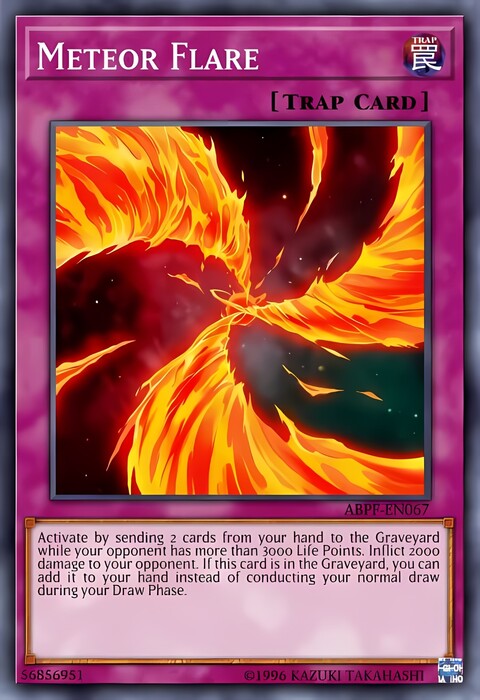 METEOR FLARE
TRAP
罠
[TRAP CARD]
ABPF-EN067
Activate by sending 2 cards from your hand to the Graveyard
while your opponent has more than 3000 Life Points. Inflict 2000
damage to your opponent. If this card is in the Graveyard, you can
add it to your hand instead of conducting your normal draw
during your Draw Phase.
56856951
©1996 KAZUKI TAKAHASHI